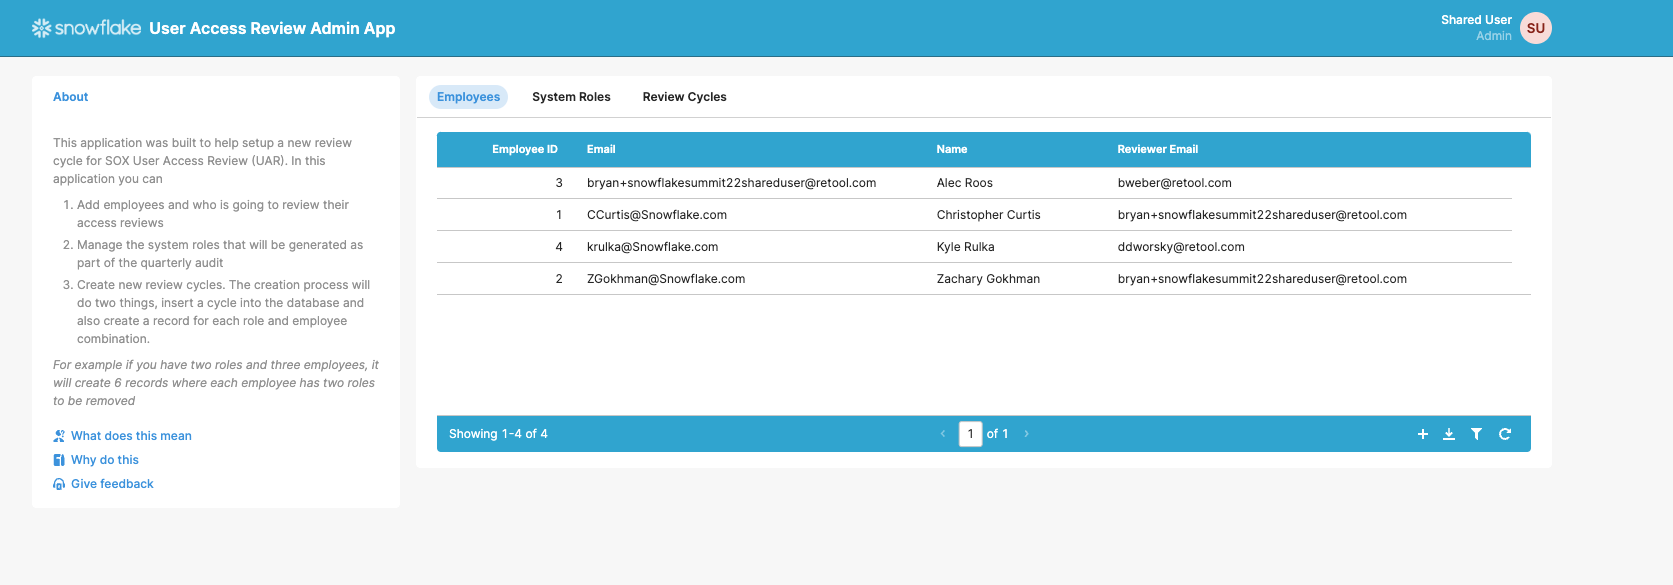 snowflake User Access Review Admin App
Shared User
Admin
SU
About
This application was built to help setup a new review
cycle for SOX User Access Review (UAR). In this
application you can
1. Add employees and who is going to review their
access reviews
2. Manage the system roles that will be generated as
part of the quarterly audit
3. Create new review cycles. The creation process will
do two things, insert a cycle into the database and
also create a record for each role and employee
combination.
For example if you have two roles and three employees, it
will create 6 records where each employee has two roles
to be removed
What does this mean
Why do this
Give feedback
Employees System Roles Review Cycles
Employee ID Email Name Reviewer Email
3 bryan+snowflakesummit22shareduser@retool.com Alec Roos bweber@retool.com
1 CCurtis@Snowflake.com Christopher Curtis bryan+snowflakesummit22shareduser@retool.com
4 krulka@Snowflake.com Kyle Rulka ddworsky@retool.com
2 ZGokhman@Snowflake.com Zachary Gokhman bryan+snowflakesummit22shareduser@retool.com
Showing 1-4 of 4 1 of 1